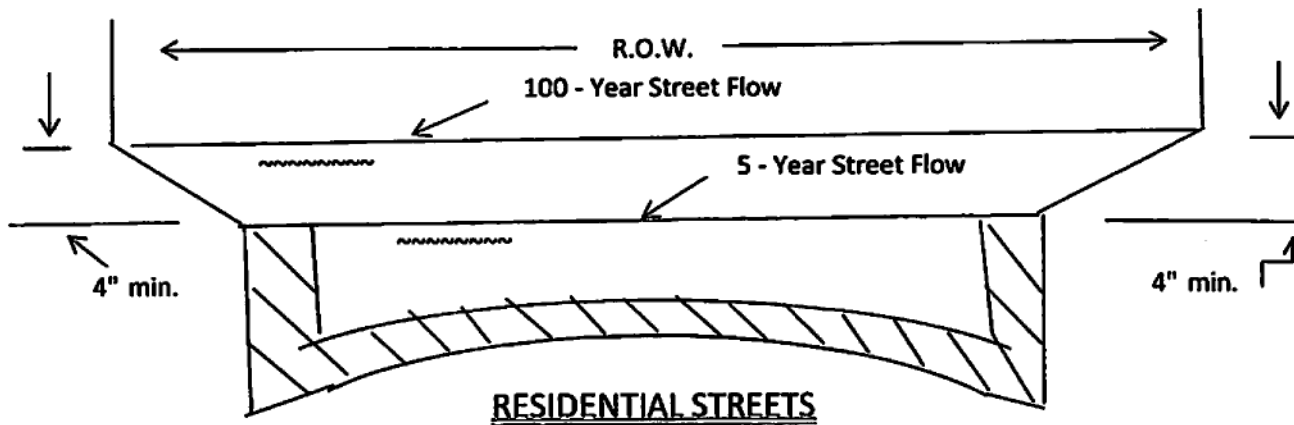 R.O.W.
100 - Year Street Flow
5 - Year Street Flow
4" min.
4" min.
RESIDENTIAL STREETS